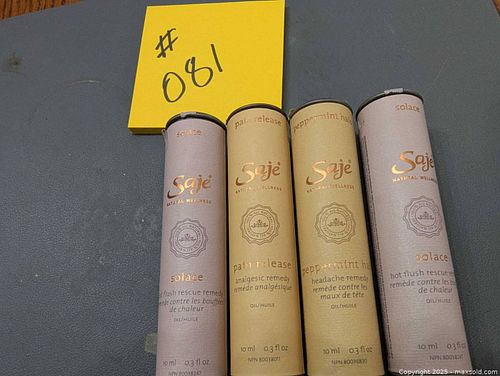 #
081
solace
Saje
NATURAL WELLNESS
solace
hot flush rescue remedy
remède contre les bouffées
de chaleur
OIL/HUILE
10 ml 0.3 fl oz
pain release
Saje
NATURAL WELLNESS
pain release
analgesic remedy
remède analgésique
OIL/HUILE
10 ml 0.3 fl oz
peppermint halo
Saje
NATURAL WELLNESS
peppermint halo
headache remedy
remède contre les
maux de tête
OIL/HUILE
10 ml 0.3 fl oz
solace
Saje
NATURAL WELLNESS
solace
hot flush rescue remedy
remède contre les bouffées
de chaleur
OIL/HUILE
10 ml 0.3 fl oz
Copyright 2025 - maxsold.com